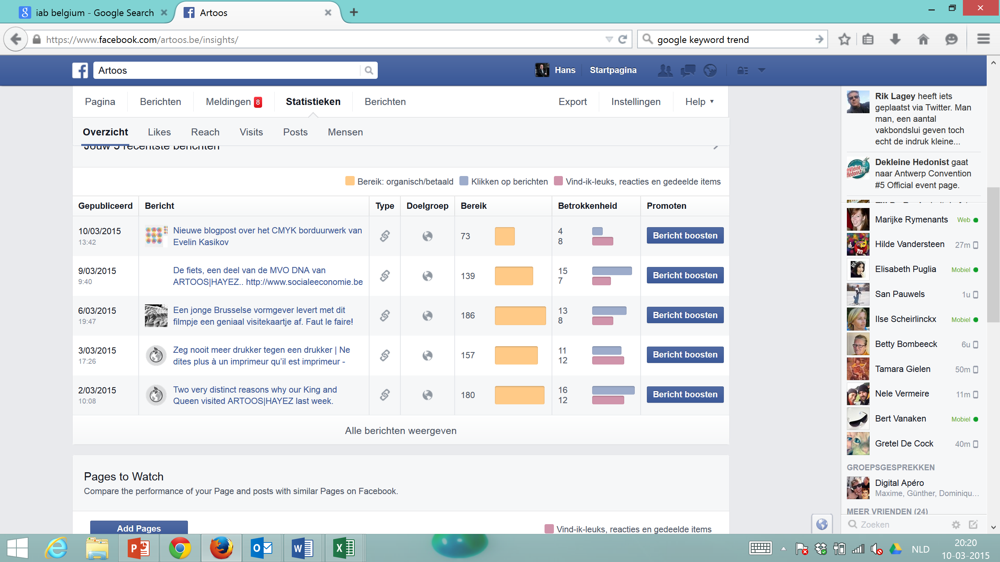 iab belgium - Google Search
Artoos
https://www.facebook.com/artoos.be/insights/
google keyword trend
Artoos
Hans
Startpagina
Pagina
Berichten
Meldingen 8
Statistieken
Berichten
Export
Instellingen
Help
Overzicht
Likes
Reach
Visits
Posts
Mensen
Jouw 5 recentste berichten
Bereik: organisch/betaald
Klikken op berichten
Vind-ik-leuks, reacties en gedeelde items
Gepubliceerd
Bericht
Type
Doelgroep
Bereik
Betrokkenheid
Promoten
10/03/2015
13:42
Nieuwe blogpost over het CMYK borduurwerk van
Evelin Kasikov
73
4
8
Bericht boosten
9/03/2015
9:40
De fiets, een deel van de MVO DNA van
ARTOOS|HAYEZ.. http://www.socialeeconomie.be
139
15
7
Bericht boosten
6/03/2015
19:47
Een jonge Brusselse vormgever levert met dit
filmpje een geniaal visitekaartje af. Faut le faire!
186
13
8
Bericht boosten
3/03/2015
17:26
Zeg nooit meer drukker tegen een drukker | Ne
dites plus à un imprimeur qu’il est imprimeur -
157
11
12
Bericht boosten
2/03/2015
10:08
Two very distinct reasons why our King and
Queen visited ARTOOS|HAYEZ last week.
180
16
12
Bericht boosten
Alle berichten weergeven
Pages to Watch
Compare the performance of your Page and posts with similar Pages on Facebook.
Add Pages
Vind-ik-leuks, reacties en gedeelde items
Rik Lagey heeft iets
geplaatst via Twitter. Man
man, een aantal
vakbondslui geven toch
echt de indruk kleine...
Dekleine Hedonist gaat
naar Antwerp Convention
#5 Official event page.
Marijke Rymenants Web
Hilde Vandersteen 27m
Elisabeth Puglia Mobiel
San Pauwels 1u
Ilse Scheirlinckx Mobiel
Betty Bombeeck 6u
Tamara Gielen 50m
Nele Vermeire 11m
Bert Vanaken Mobiel
Gretel De Cock 40m
GROEPSGESPREKKEN
Digital Apéro
Maxime, Günther, Dominiqu...
MEER VRIENDEN (24)
Zoeken
NLD
20:20
10-03-2015